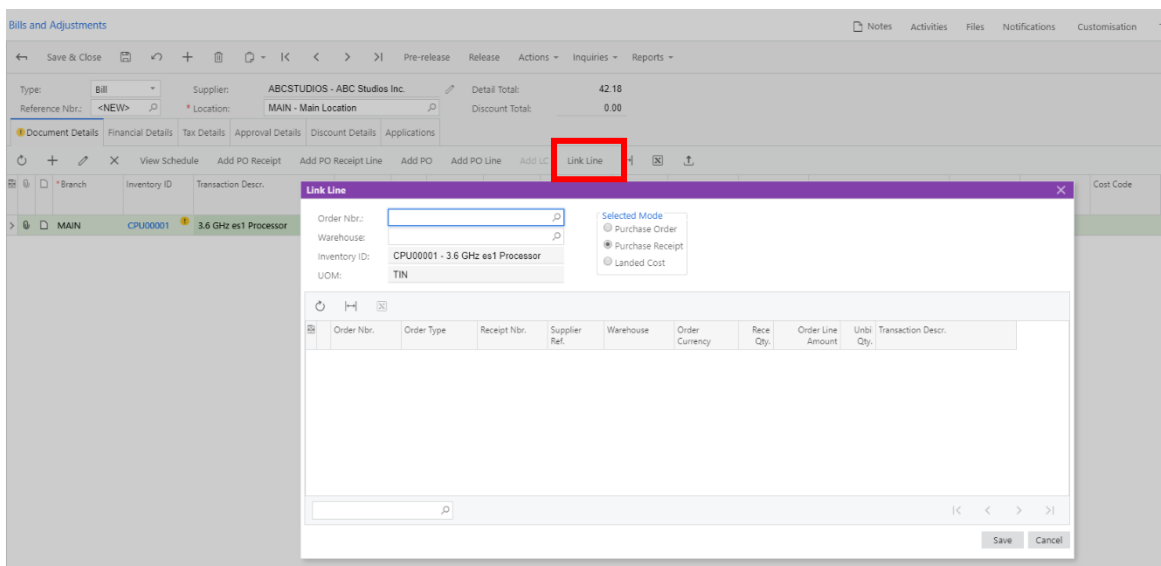 Bills and Adjustments
Notes Activities Files Notifications Customisation
Save & Close Pre-release Release Actions Inquiries Reports
Type: Bill Supplier: ABCSTUDIOS - ABC Studios Inc. Detail Total: 42.18
Reference Nbr.: <NEW> * Location: MAIN - Main Location Discount Total: 0.00
Document Details Financial Details Tax Details Approval Details Discount Details Applications
View Schedule Add PO Receipt Add PO Receipt Line Add PO Add PO Line Add LC Link Line
* Branch Inventory ID Transaction Descr. Cost Code
MAIN CPU00001 3.6 GHz es1 Processor
Link Line
Order Nbr.:
Warehouse:
Inventory ID: CPU00001 - 3.6 GHz es1 Processor
UOM: TIN
Selected Mode
Purchase Order
Purchase Receipt
Landed Cost
Order Nbr. Order Type Receipt Nbr. Supplier Ref. Warehouse Order Currency Rece Qty. Order Line Amount Unbi Qty. Transaction Descr.
Save Cancel